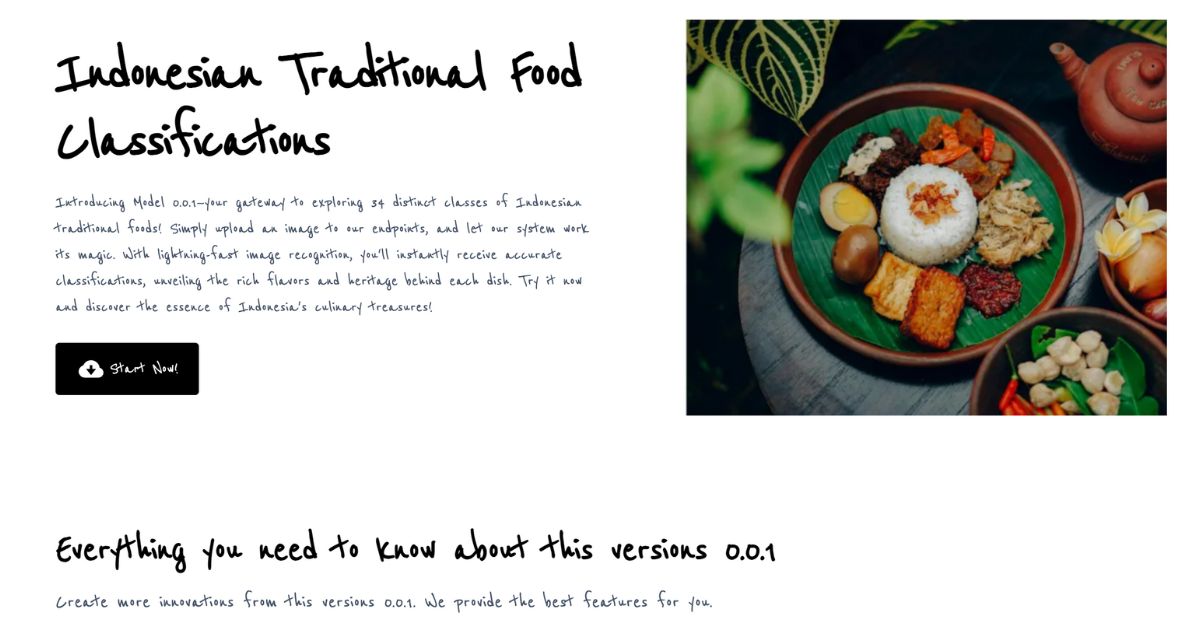 Indonesian Traditional Food
Classifications
Introducing Model 0.0.1—your gateway to exploring 34 distinct classes of Indonesian
traditional foods! Simply upload an image to our endpoints, and let our system work
its magic. With lightning-fast image recognition, you'll instantly receive accurate
classifications, unveiling the rich flavors and heritage behind each dish. Try it now
and discover the essence of Indonesia's culinary treasures!
Start Now!
Everything you need to know about this versions 0.0.1
Create more innovations from this versions 0.0.1. We provide the best features for you.